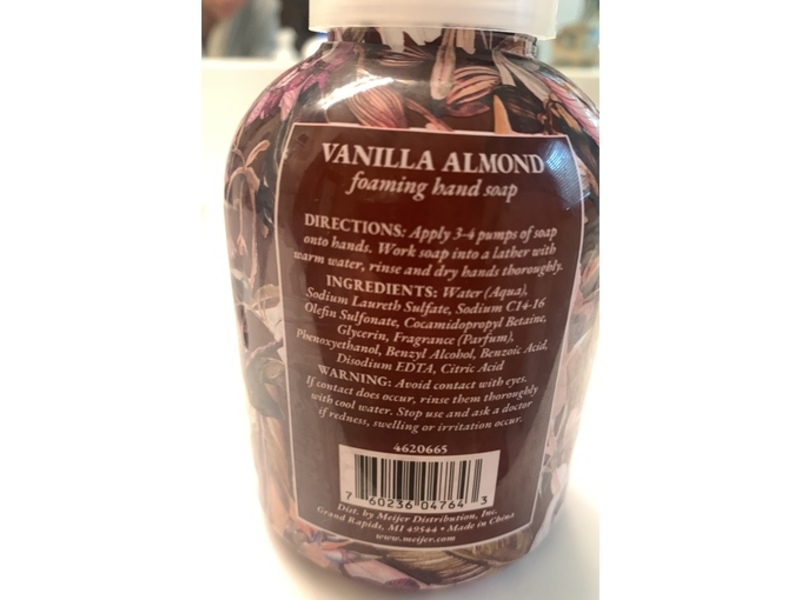 VANILLA ALMOND
foaming hand soap
DIRECTIONS: Apply 3-4 pumps of soap
onto hands. Work soap into a lather with
warm water, rinse and dry hands thoroughly.
INGREDIENTS: Water (Aqua),
Sodium Laureth Sulfate, Sodium C14-16
Olefin Sulfonate, Cocamidopropyl Betaine,
Glycerin, Fragrance (Parfum),
Phenoxyethanol, Benzyl Alcohol, Benzoic Acid,
Disodium EDTA, Citric Acid
WARNING: Avoid contact with eyes.
If contact does occur, rinse them thoroughly
with cool water. Stop use and ask a doctor
if redness, swelling or irritation occur.
4620665
7 60236 04764 3
Dist. by Meijer Distribution, Inc.
Grand Rapids, MI 49544 • Made in China
www.meijer.com